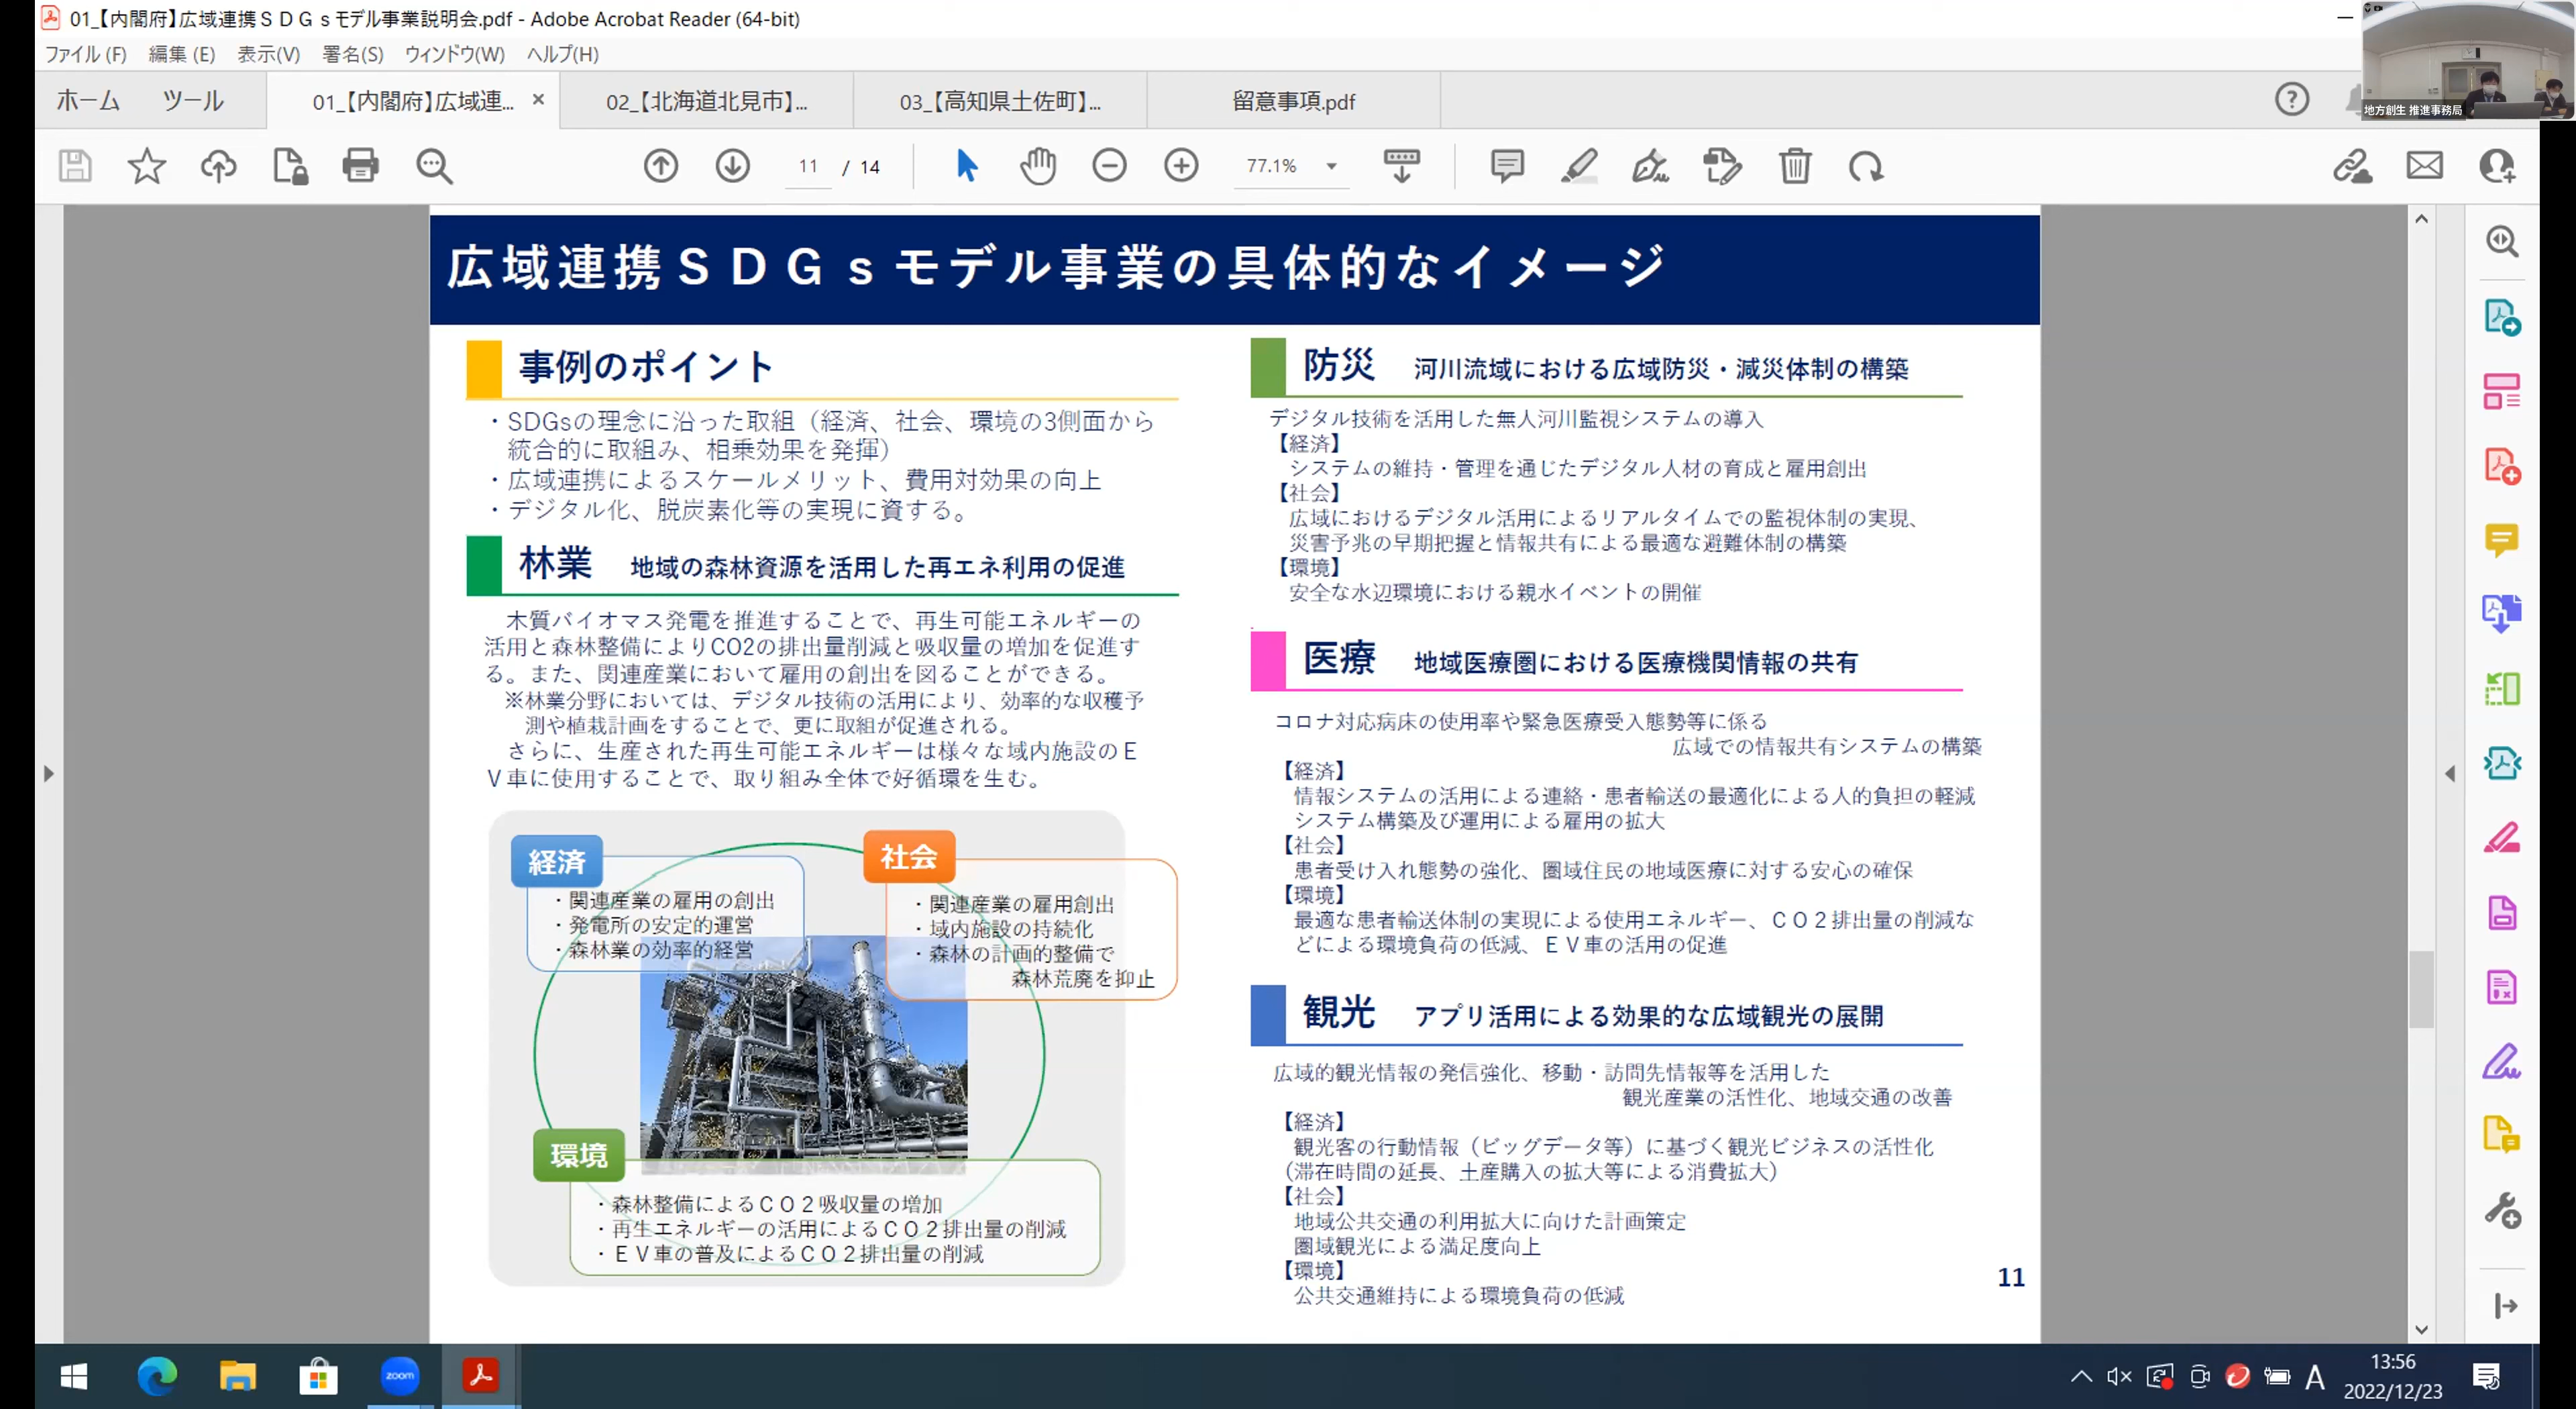 01_【内閣府】広域連携ＳＤＧｓモデル事業説明会.pdf - Adobe Acrobat Reader (64-bit)
ファイル(F) 編集(E) 表示(V) 署名(S) ウィンドウ(W) ヘルプ(H)
ホーム ツール 01_【内閣府】広域連... × 02_【北海道北見市】... 03_【高知県土佐町】... 留意事項.pdf
地方創生 推進事務局
11 / 14 77.1%
広域連携ＳＤＧｓモデル事業の具体的なイメージ
事例のポイント
・SDGsの理念に沿った取組（経済、社会、環境の3側面から
統合的に取組み、相乗効果を発揮）
・広域連携によるスケールメリット、費用対効果の向上
・デジタル化、脱炭素化等の実現に資する。
林業 地域の森林資源を活用した再エネ利用の促進
木質バイオマス発電を推進することで、再生可能エネルギーの
活用と森林整備によりCO2の排出量削減と吸収量の増加を促進す
る。また、関連産業において雇用の創出を図ることができる。
※林業分野においては、デジタル技術の活用により、効率的な収穫予
測や植栽計画をすることで、更に取組が促進される。
さらに、生産された再生可能エネルギーは様々な域内施設のＥ
Ｖ車に使用することで、取り組み全体で好循環を生む。
経済
・関連産業の雇用の創出
・発電所の安定的運営
・森林業の効率的経営
社会
・関連産業の雇用創出
・域内施設の持続化
・森林の計画的整備で
森林荒廃を抑止
環境
・森林整備によるＣＯ２吸収量の増加
・再生エネルギーの活用によるＣＯ２排出量の削減
・ＥＶ車の普及によるＣＯ２排出量の削減
防災 河川流域における広域防災・減災体制の構築
デジタル技術を活用した無人河川監視システムの導入
【経済】
システムの維持・管理を通じたデジタル人材の育成と雇用創出
【社会】
広域におけるデジタル活用によるリアルタイムでの監視体制の実現、
災害予兆の早期把握と情報共有による最適な避難体制の構築
【環境】
安全な水辺環境における親水イベントの開催
医療 地域医療圏における医療機関情報の共有
コロナ対応病床の使用率や緊急医療受入態勢等に係る
広域での情報共有システムの構築
【経済】
情報システムの活用による連絡・患者輸送の最適化による人的負担の軽減
システム構築及び運用による雇用の拡大
【社会】
患者受け入れ態勢の強化、圏域住民の地域医療に対する安心の確保
【環境】
最適な患者輸送体制の実現による使用エネルギー、ＣＯ２排出量の削減な
どによる環境負荷の低減、ＥＶ車の活用の促進
観光 アプリ活用による効果的な広域観光の展開
広域的観光情報の発信強化、移動・訪問先情報等を活用した
観光産業の活性化、地域交通の改善
【経済】
観光客の行動情報（ビッグデータ等）に基づく観光ビジネスの活性化
（滞在時間の延長、土産購入の拡大等による消費拡大）
【社会】
地域公共交通の利用拡大に向けた計画策定
圏域観光による満足度向上
【環境】
公共交通維持による環境負荷の低減
11
zoom
A 13:56
2022/12/23